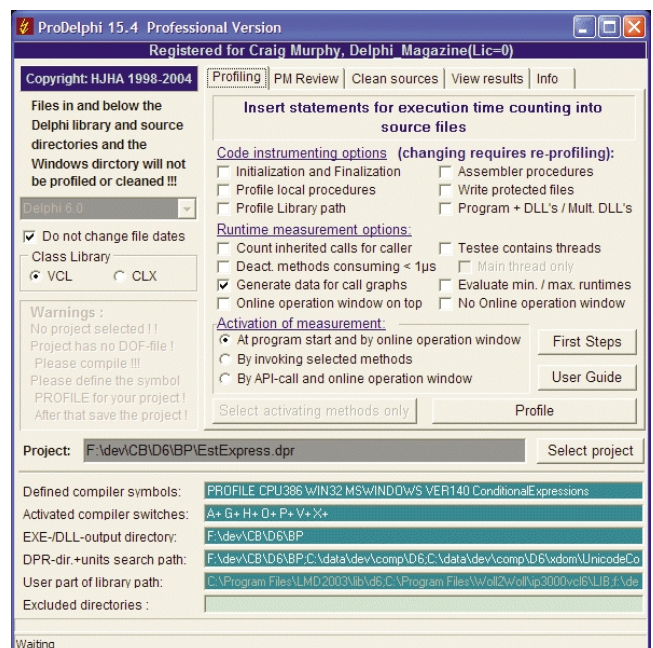 ProDelphi 15.4 Professional Version
Registered for Craig Murphy, Delphi_Magazine(Lic=0)
Copyright: HJHA 1998-2004
Files in and below the
Delphi library and source
directories and the
Windows dirctory will not
be profiled or cleaned !!!
Delphi 6.0
Do not change file dates
Class Library
VCL CLX
Warnings :
No project selected ! !
Project has no DOF-file !
Please compile !!!
Please define the symbol
PROFILE for your project !
After that save the project !
Profiling PM Review Clean sources View results Info
Insert statements for execution time counting into
source files
Code instrumenting options (changing requires re-profiling):
Initialization and Finalization Assembler procedures
Profile local procedures Write protected files
Profile Library path Program + DLL's / Mult. DLL's
Runtime measurement options:
Count inherited calls for caller Testee contains threads
Deact. methods consuming < 1µs Main thread only
Generate data for call graphs Evaluate min. / max. runtimes
Online operation window on top No Online operation window
Activation of measurement:
At program start and by online operation window
By invoking selected methods
By API-call and online operation window
First Steps
User Guide
Select activating methods only Profile
Project: F:\dev\CB\D6\BP\EstExpress.dpr Select project
Defined compiler symbols: PROFILE CPU386 WIN32 MSWINDOWS VER140 ConditionalExpressions
Activated compiler switches: A+ G+ H+ O+ P+ V+ X+
EXE-/DLL-output directory: F:\dev\CB\D6\BP
DPR-dir.+units search path: F:\dev\CB\D6\BP;C:\data\dev\comp\D6;C:\data\dev\comp\D6\xdom\UnicodeCo
User part of library path: C:\Program Files\LMD2003\lib\d6;C:\Program Files\Woll2Woll\ip3000vcl6\LIB;f:\de
Excluded directories :
Waiting